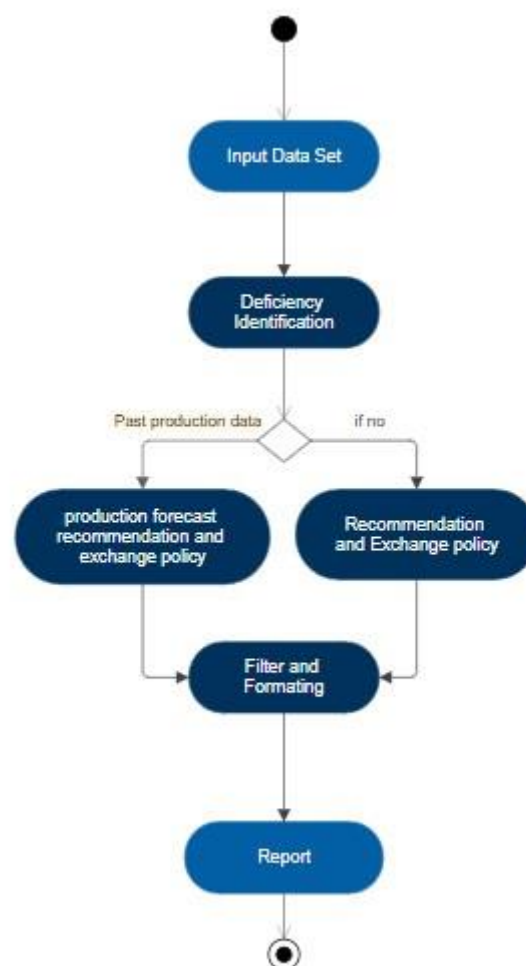 Input Data Set
Deficiency
Identification
Past production data
if no
production forecast
recommendation and
exchange policy
Recommendation
and Exchange policy
Filter and
Formating
Report